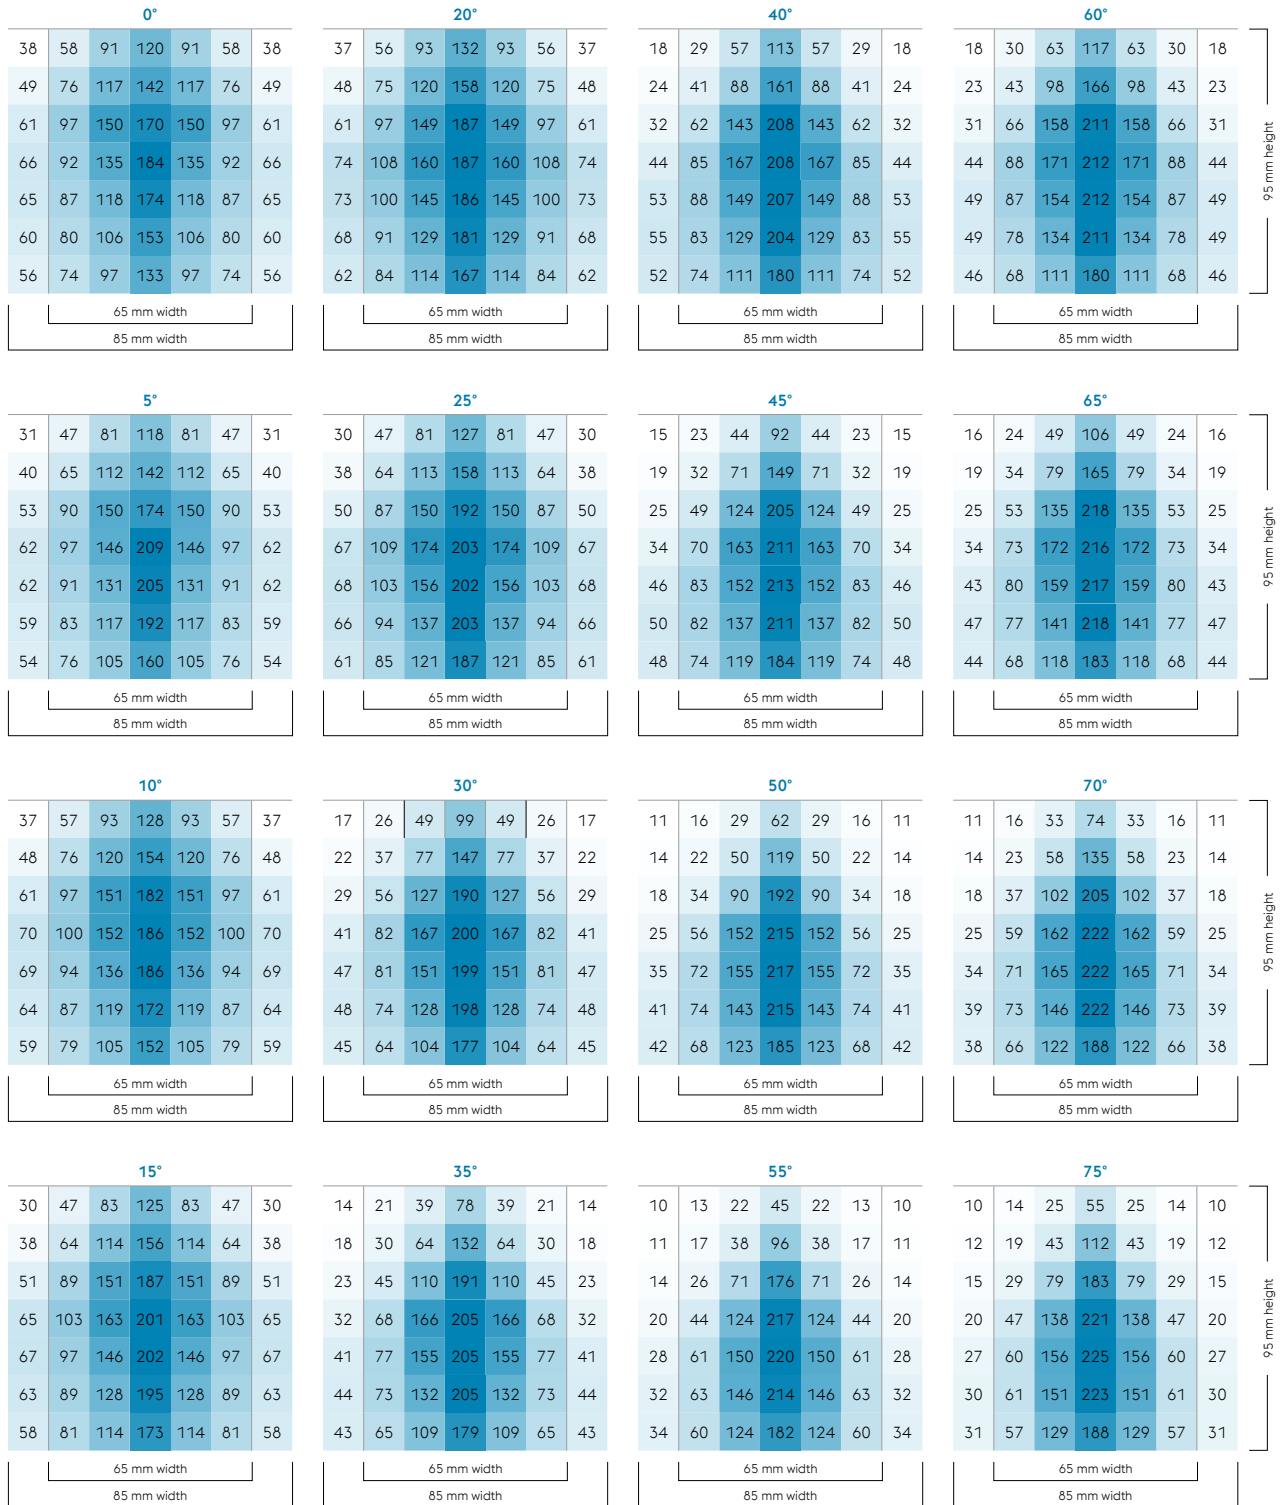 0° 20° 40° 60°
38 58 91 120 91 58 38 37 56 93 132 93 56 37 18 29 57 113 57 29 18 18 30 63 117 63 30 18
49 76 117 142 117 76 49 48 75 120 158 120 75 48 24 41 88 161 88 41 24 23 43 98 166 98 43 23
61 97 150 170 150 97 61 61 97 149 187 149 97 61 32 62 143 208 143 62 32 31 66 158 211 158 66 31
66 92 135 184 135 92 66 74 108 160 187 160 108 74 44 85 167 208 167 85 44 44 88 171 212 171 88 44
65 87 118 174 118 87 65 73 100 145 186 145 100 73 53 88 149 207 149 88 53 49 87 154 212 154 87 49
60 80 106 153 106 80 60 68 91 129 181 129 91 68 55 83 129 204 129 83 55 49 78 134 211 134 78 49
56 74 97 133 97 74 56 62 84 114 167 114 84 62 52 74 111 180 111 74 52 46 68 111 180 111 68 46
95 mm height
65 mm width 65 mm width 65 mm width 65 mm width
85 mm width 85 mm width 85 mm width 85 mm width
5° 25° 45° 65°
31 47 81 118 81 47 31 30 47 81 127 81 47 30 15 23 44 92 44 23 15 16 24 49 106 49 24 16
40 65 112 142 112 65 40 38 64 113 158 113 64 38 19 32 71 149 71 32 19 19 34 79 165 79 34 19
53 90 150 174 150 90 53 50 87 150 192 150 87 50 25 49 124 205 124 49 25 25 53 135 218 135 53 25
62 97 146 209 146 97 62 67 109 174 203 174 109 67 34 70 163 211 163 70 34 34 73 172 216 172 73 34
62 91 131 205 131 91 62 68 103 156 202 156 103 68 46 83 152 213 152 83 46 43 80 159 217 159 80 43
59 83 117 192 117 83 59 66 94 137 203 137 94 66 50 82 137 211 137 82 50 47 77 141 218 141 77 47
54 76 105 160 105 76 54 61 85 121 187 121 85 61 48 74 119 184 119 74 48 44 68 118 183 118 68 44
95 mm height
65 mm width 65 mm width 65 mm width 65 mm width
85 mm width 85 mm width 85 mm width 85 mm width
10° 30° 50° 70°
37 57 93 128 93 57 37 17 26 49 99 49 26 17 11 16 29 62 29 16 11 11 16 33 74 33 16 11
48 76 120 154 120 76 48 22 37 77 147 77 37 22 14 22 50 119 50 22 14 14 23 58 135 58 23 14
61 97 151 182 151 97 61 29 56 127 190 127 56 29 18 34 90 192 90 34 18 18 37 102 205 102 37 18
70 100 152 186 152 100 70 41 82 167 200 167 82 41 25 56 152 215 152 56 25 25 59 162 222 162 59 25
69 94 136 186 136 94 69 47 81 151 199 151 81 47 35 72 155 217 155 72 35 34 71 165 222 165 71 34
64 87 119 172 119 87 64 48 74 128 198 128 74 48 41 74 143 215 143 74 41 39 73 146 222 146 73 39
59 79 105 152 105 79 59 45 64 104 177 104 64 45 42 68 123 185 123 68 42 38 66 122 188 122 66 38
95 mm height
65 mm width 65 mm width 65 mm width 65 mm width
85 mm width 85 mm width 85 mm width 85 mm width
15° 35° 55° 75°
30 47 83 125 83 47 30 14 21 39 78 39 21 14 10 13 22 45 22 13 10 10 14 25 55 25 14 10
38 64 114 156 114 64 38 18 30 64 132 64 30 18 11 17 38 96 38 17 11 12 19 43 112 43 19 12
51 89 151 187 151 89 51 23 45 110 191 110 45 23 14 26 71 176 71 26 14 15 29 79 183 79 29 15
65 103 163 201 163 103 65 32 68 166 205 166 68 32 20 44 124 217 124 44 20 20 47 138 221 138 47 20
67 97 146 202 146 97 67 41 77 155 205 155 77 41 28 61 150 220 150 61 28 27 60 156 225 156 60 27
63 89 128 195 128 89 63 44 73 132 205 132 73 44 32 63 146 214 146 63 32 30 61 151 223 151 61 30
58 81 114 173 114 81 58 43 65 109 179 109 65 43 34 60 124 182 124 60 34 31 57 129 188 129 57 31
95 mm height
65 mm width 65 mm width 65 mm width 65 mm width
85 mm width 85 mm width 85 mm width 85 mm width